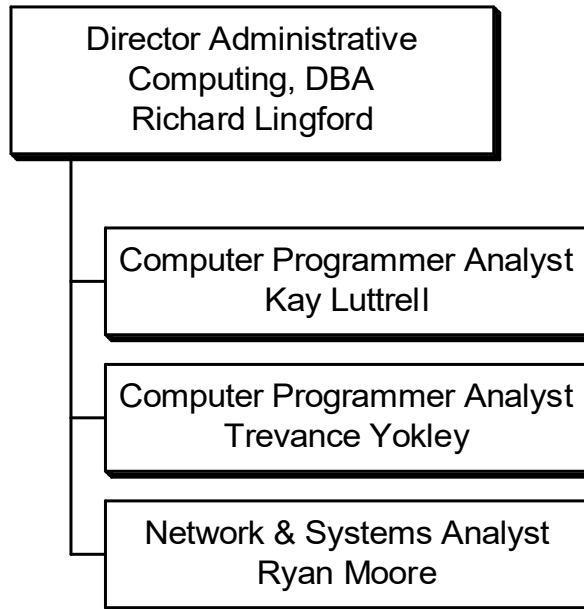 Director Administrative
Computing, DBA
Richard Lingford
Computer Programmer Analyst
Kay Luttrell
Computer Programmer Analyst
Trevance Yokley
Network & Systems Analyst
Ryan Moore